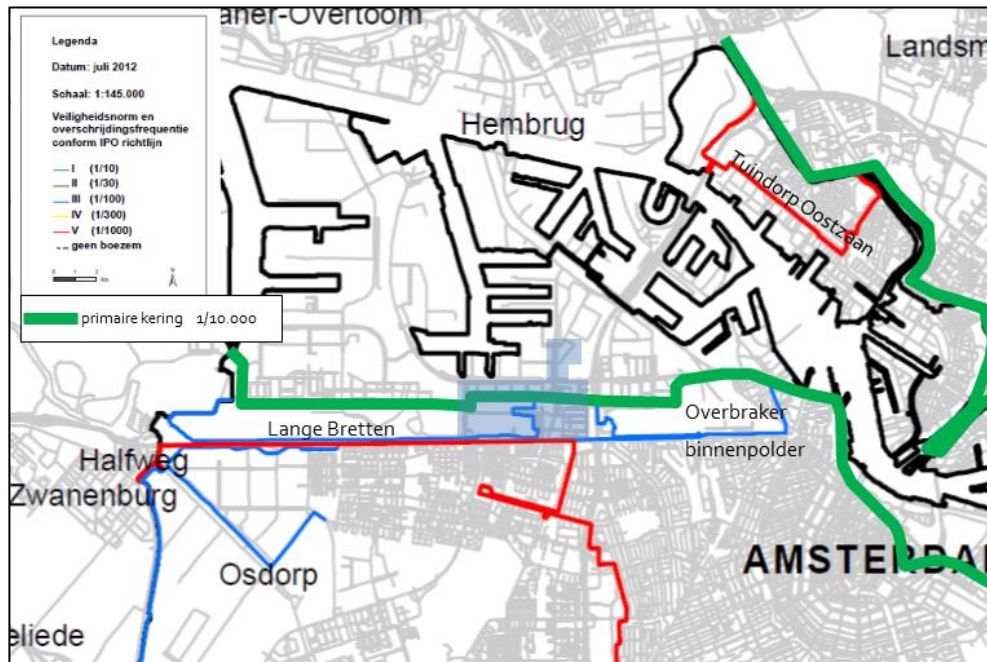 aner-Overtoom
Landsm
Legenda
Datum: juli 2012
Schaal: 1:145.000
Veiligheidsnorm en
overschrijdingsfrequentie
conform IPO richtlijn
I (1/10)
II (1/30)
III (1/100)
IV (1/300)
V (1/1000)
geen boezem
N
primaire kering 1/10.000
Hembrug
Tuindorp Oostzaan
Lange Bretten
Overbraker
binnenpolder
Halfweg
Zwanenburg
Osdorp
AMSTERDA
eliede